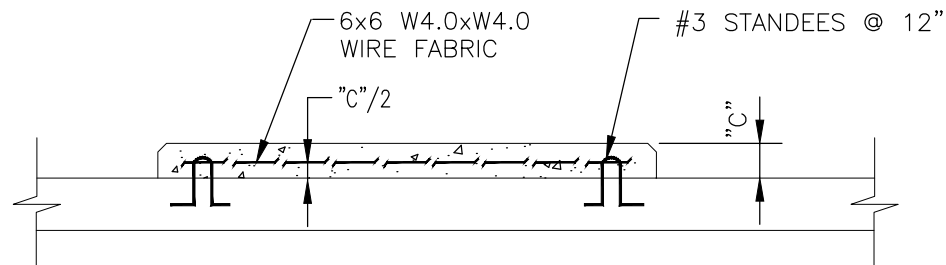 6x6 W4.0xW4.0
WIRE FABRIC
#3 STANDEES @ 12"
"C"/2
"C"